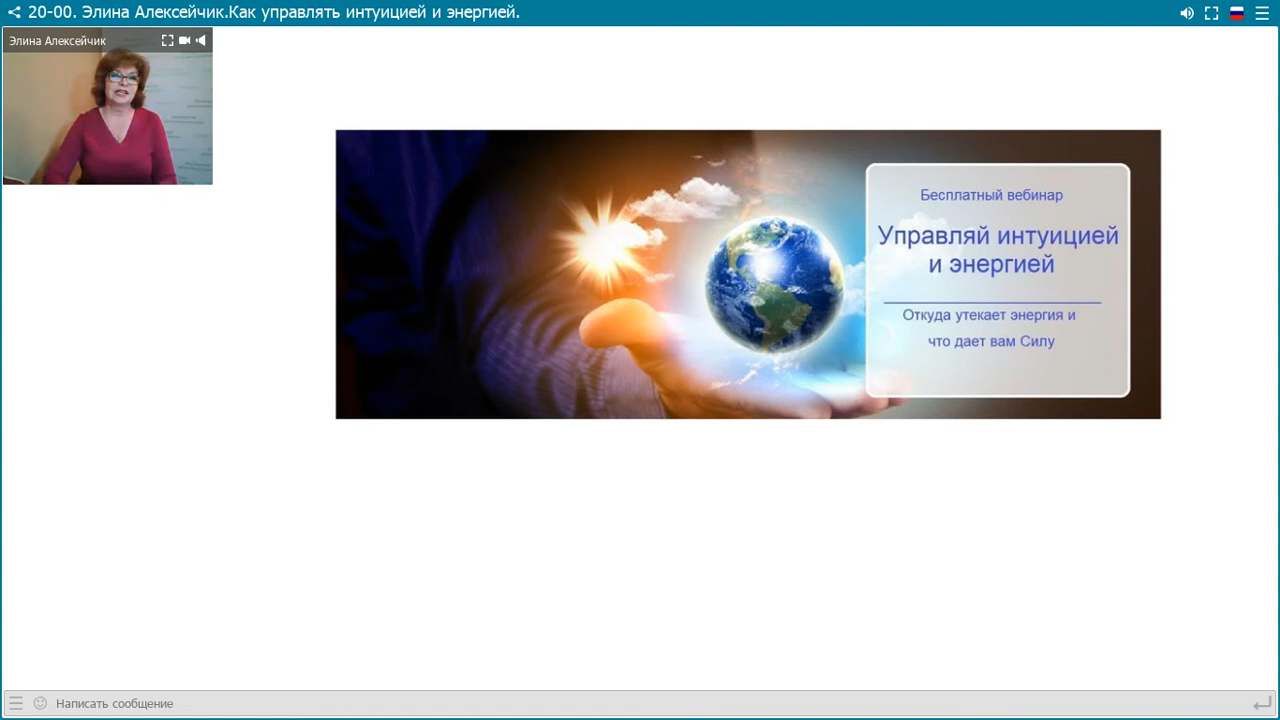 20-00. Элина Алексейчик.Как управлять интуицией и энергией.
Элина Алексейчик
Бесплатный вебинар
Управляй интуицией
и энергией
Откуда утекает энергия и
что дает вам Силу
Написать сообщение